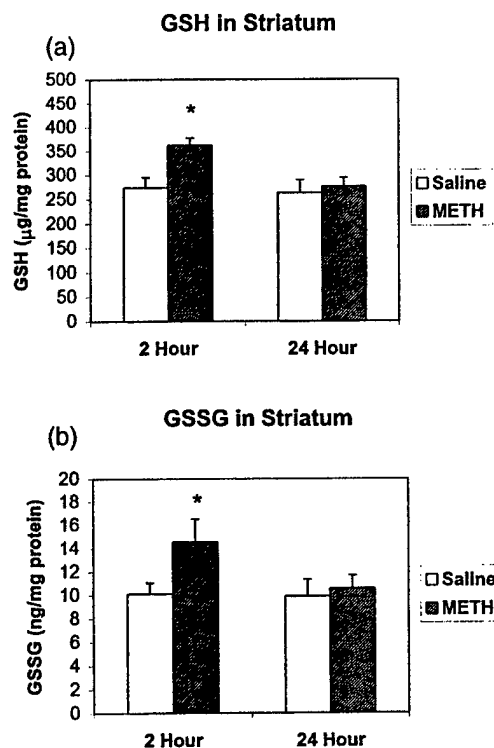 GSH in Striatum
(a)
GSH (µg/mg protein)
500
450
400
350
300
250
200
150
100
50
0
*
2 Hour
24 Hour
Saline
METH
GSSG in Striatum
(b)
GSSG (ng/mg protein)
20
18
16
14
12
10
8
6
4
2
0
*
2 Hour
24 Hour
Saline
METH